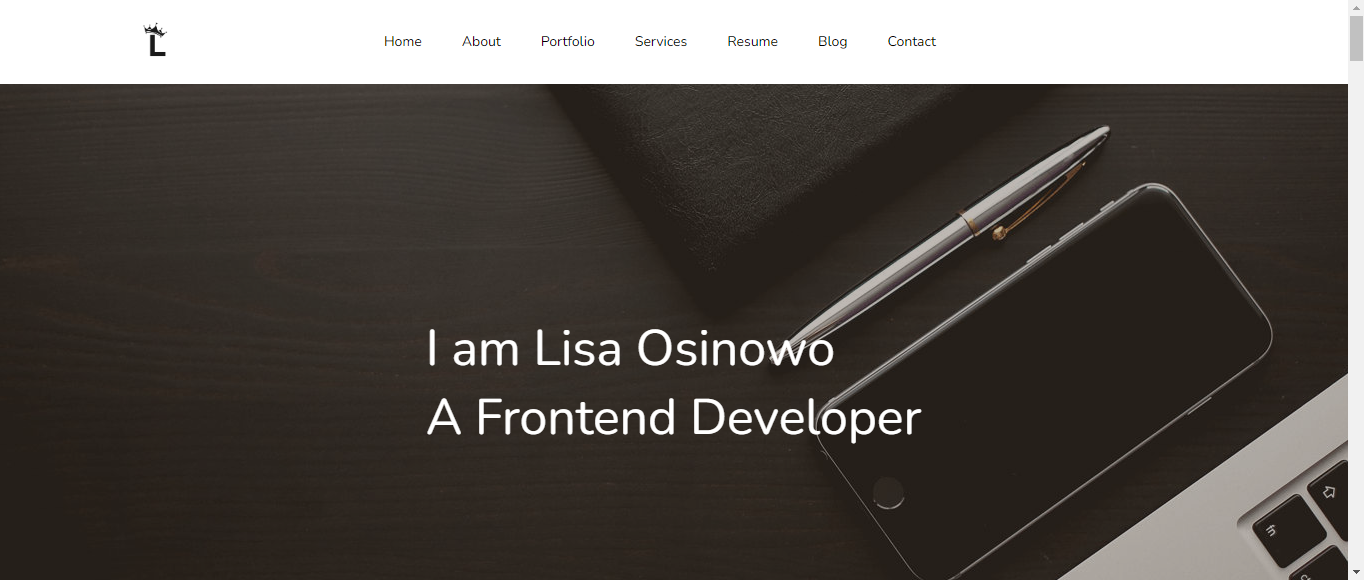 L
Home About Portfolio Services Resume Blog Contact
I am Lisa Osinowo
A Frontend Developer